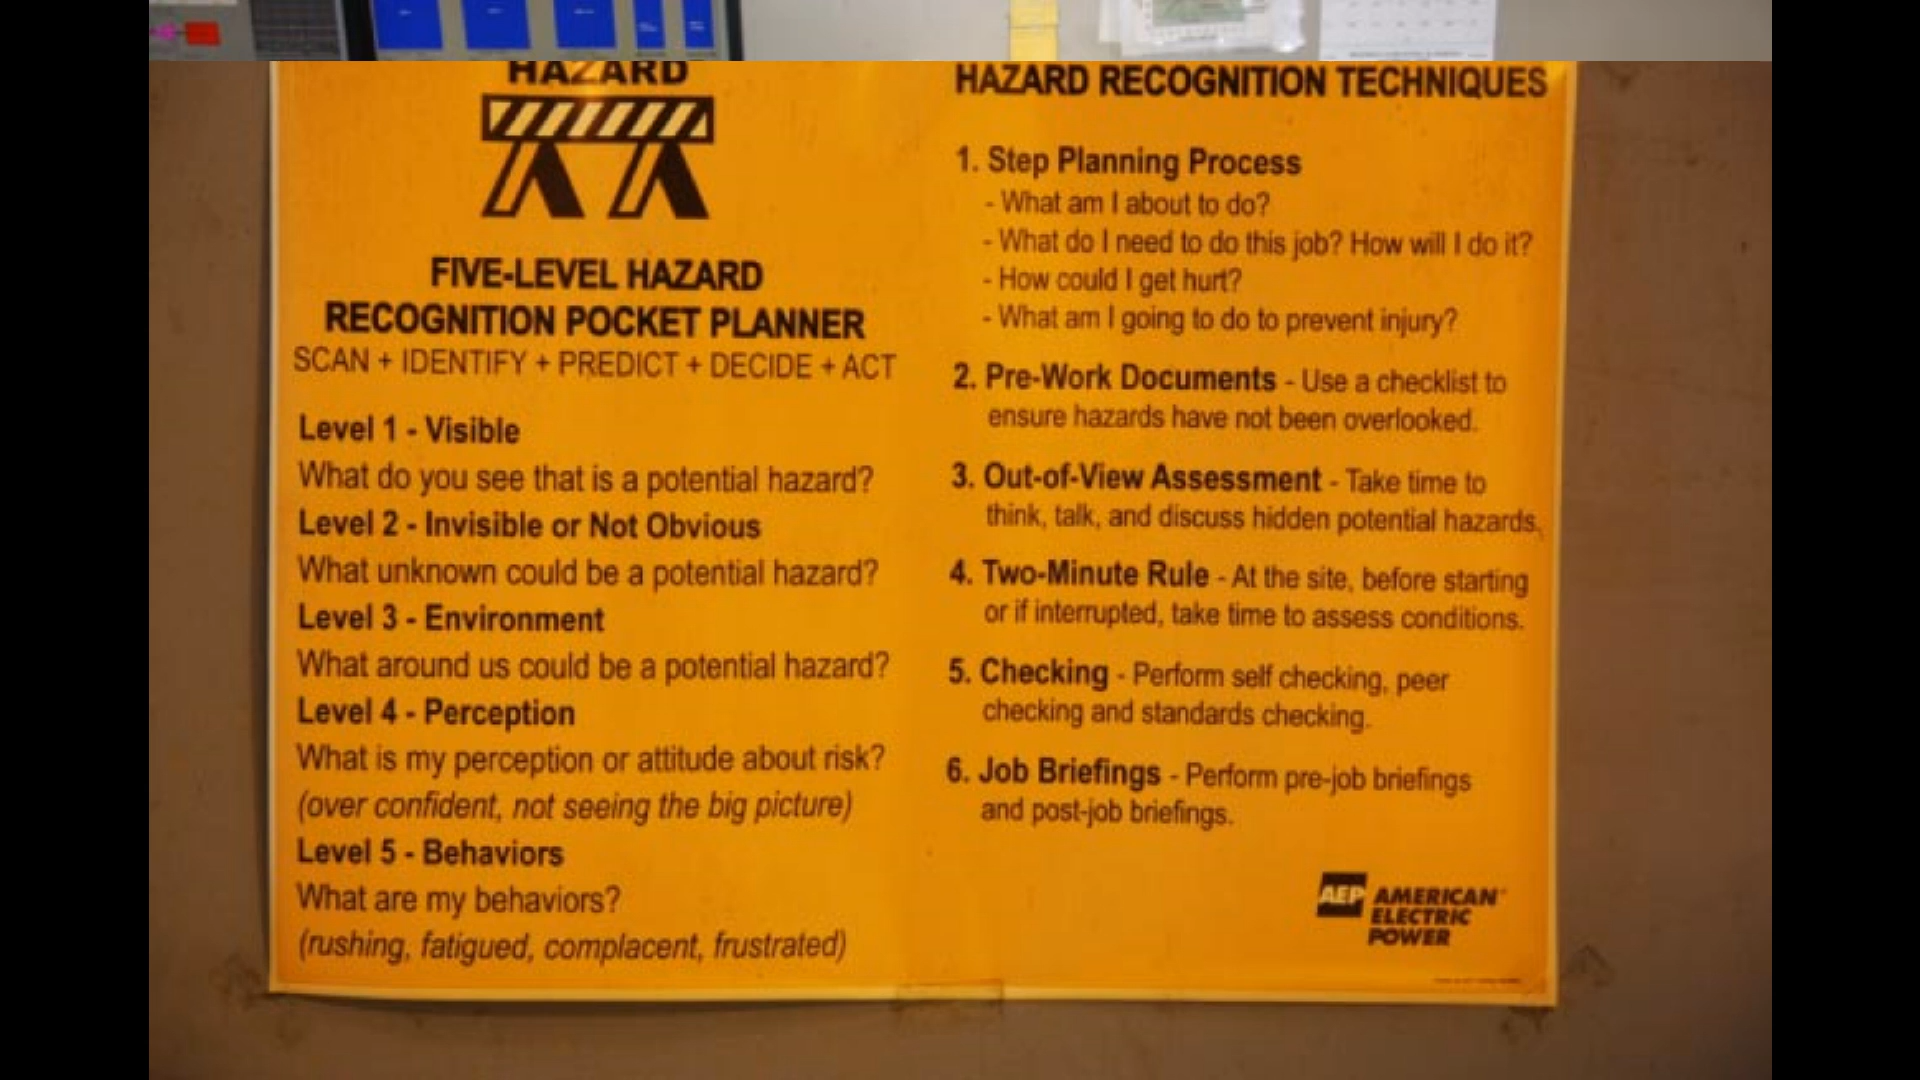 HAZARD
FIVE-LEVEL HAZARD
RECOGNITION POCKET PLANNER
SCAN + IDENTIFY + PREDICT + DECIDE + ACT
Level 1 - Visible
What do you see that is a potential hazard?
Level 2 - Invisible or Not Obvious
What unknown could be a potential hazard?
Level 3 - Environment
What around us could be a potential hazard?
Level 4 - Perception
What is my perception or attitude about risk?
(over confident, not seeing the big picture)
Level 5 - Behaviors
What are my behaviors?
(rushing, fatigued, complacent, frustrated)
HAZARD RECOGNITION TECHNIQUES
1. Step Planning Process
- What am I about to do?
- What do I need to do this job? How will I do it?
- How could I get hurt?
- What am I going to do to prevent injury?
2. Pre-Work Documents - Use a checklist to
ensure hazards have not been overlooked.
3. Out-of-View Assessment - Take time to
think, talk, and discuss hidden potential hazards.
4. Two-Minute Rule - At the site, before starting
or if interrupted, take time to assess conditions.
5. Checking - Perform self checking, peer
checking and standards checking.
6. Job Briefings - Perform pre-job briefings
and post-job briefings.
AEP AMERICAN
ELECTRIC
POWER